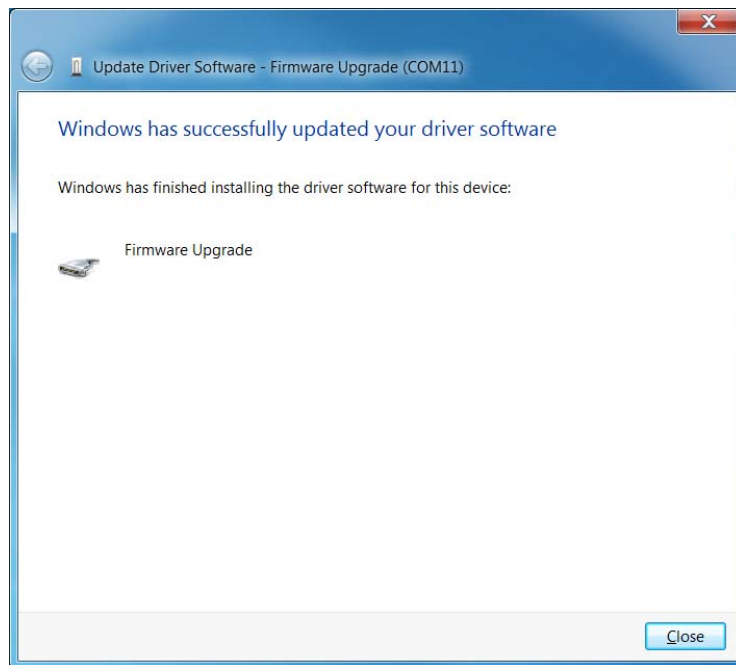 Update Driver Software - Firmware Upgrade (COM11)
Windows has successfully updated your driver software
Windows has finished installing the driver software for this device:
Firmware Upgrade
Close